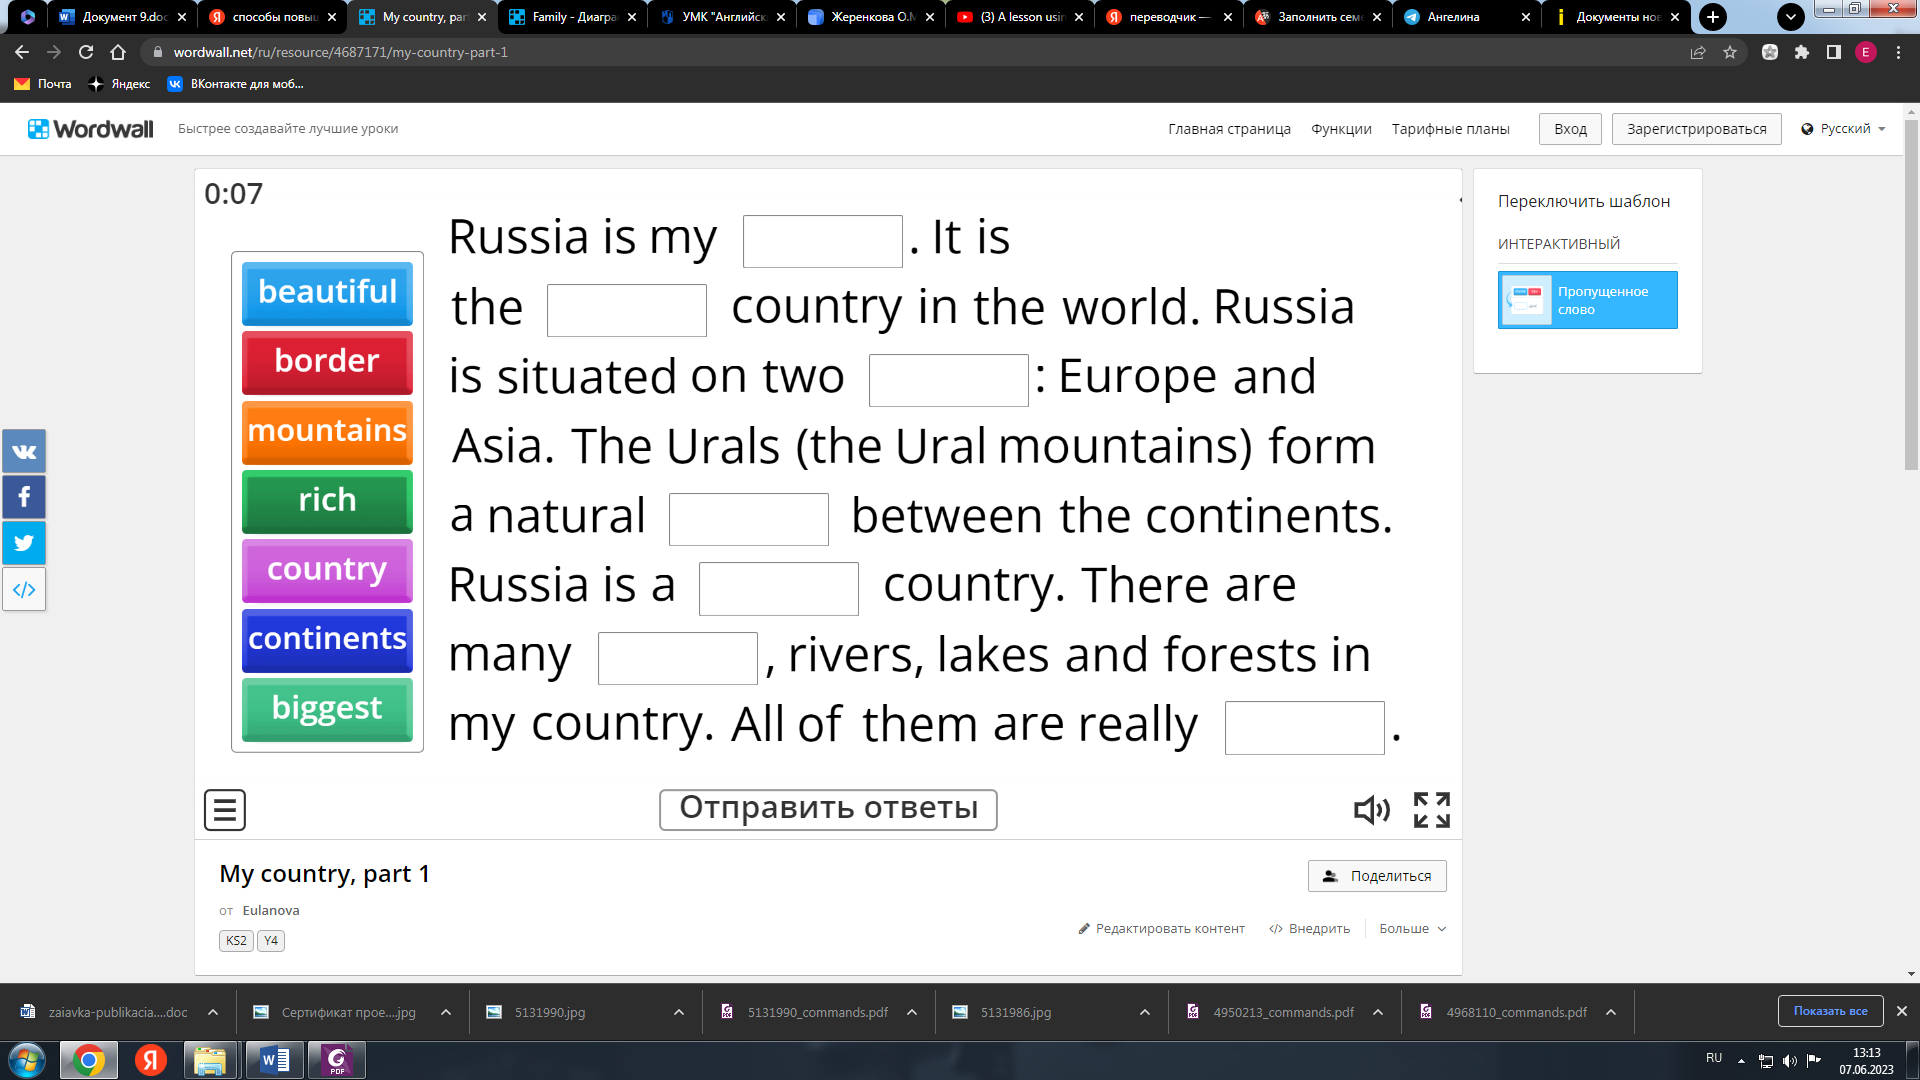 Документ 9.doc
способы повыш
My country, par
Family - Диагра
УМК "Английск
Жеренкова О.М
(3) A lesson usin
переводчик —
Заполнить сем
Ангелина
Документы нов
wordwall.net/ru/resource/4687171/my-country-part-1
E
Почта
Яндекс
ВКонтакте для моб...
Wordwall
Быстрее создавайте лучшие уроки
Главная страница
Функции
Тарифные планы
Вход
Зарегистрироваться
Русский
0:07
beautiful
border
mountains
rich
country
continents
biggest
Russia is my . It is
the country in the world. Russia
is situated on two : Europe and
Asia. The Urals (the Ural mountains) form
a natural between the continents.
Russia is a country. There are
many , rivers, lakes and forests in
my country. All of them are really .
Отправить ответы
Переключить шаблон
ИНТЕРАКТИВНЫЙ
Пропущенное
слово
My country, part 1
от Eulanova
KS2 Y4
Поделиться
Редактировать контент
</> Внедрить
Больше
zaiavka-publikacia....doc
Сертификат прое....jpg
5131990.jpg
5131990_commands.pdf
5131986.jpg
4950213_commands.pdf
4968110_commands.pdf
Показать все
RU
13:13
07.06.2023